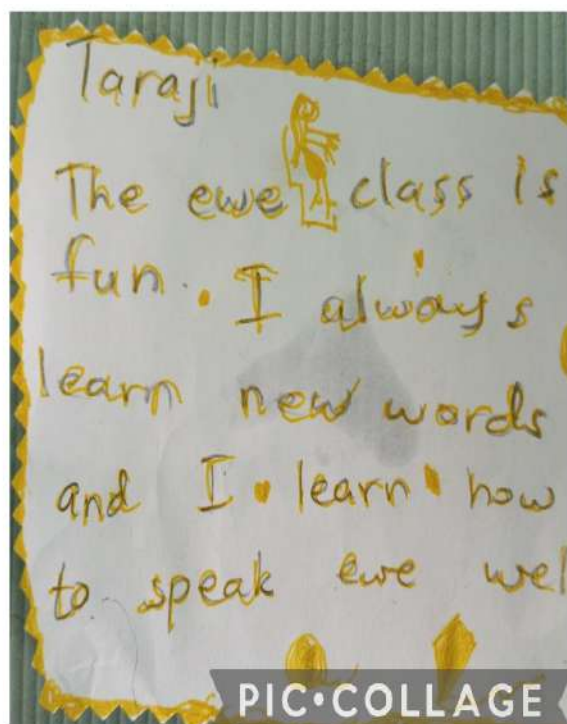 Taraji
The ewe class is
fun. I always
learn new words
and I learn how
to speak ewe wel
PIC•COLLAGE